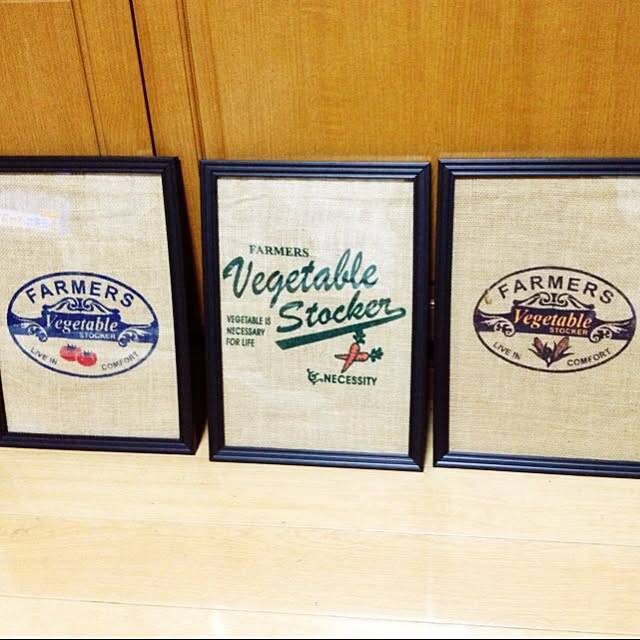 FARMERS
Vegetable
STOCKER
LIVE IN COMFORT
FARMERS
Vegetable
Stocker
VEGETABLE IS
NECESSARY
FOR LIFE
NECESSITY
FARMERS
Vegetable
STOCKER
LIVE IN COMFORT